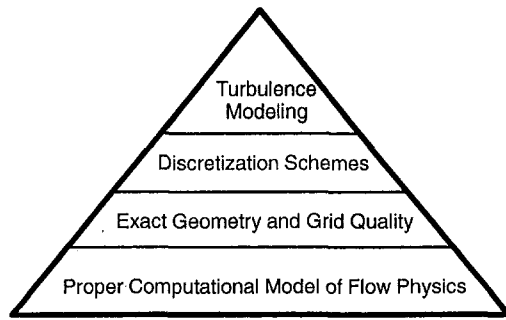 Turbulence
Modeling
Discretization Schemes
Exact Geometry and Grid Quality
Proper Computational Model of Flow Physics